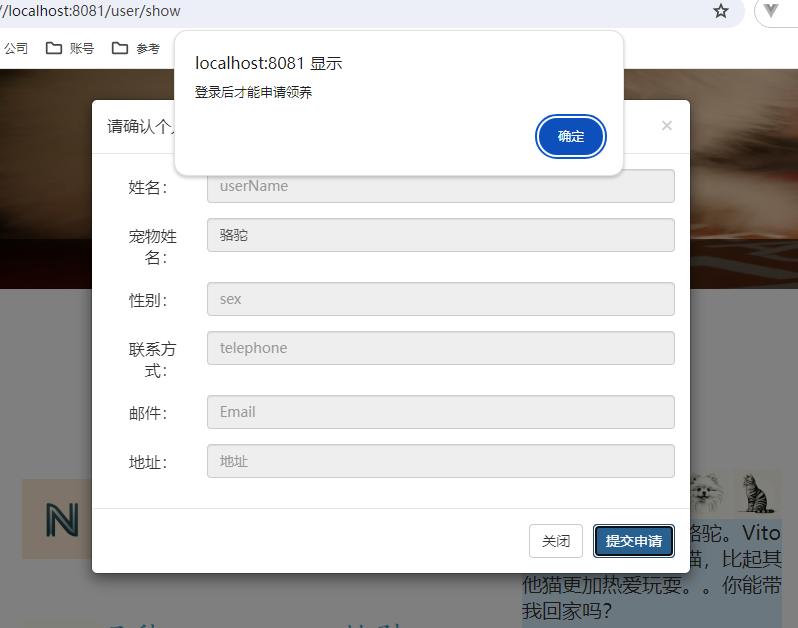 //localhost:8081/user/show
公司 账号 参考
localhost:8081 显示
登录后才能申请领养
确定
请确认个
×
姓名：
userName
宠物姓名：
骆驼
性别：
sex
联系方式：
telephone
邮件：
Email
地址：
地址
关闭
提交申请
N
骆驼。Vito
猫，比起其
他猫更加热爱玩耍。。你能带
我回家吗？